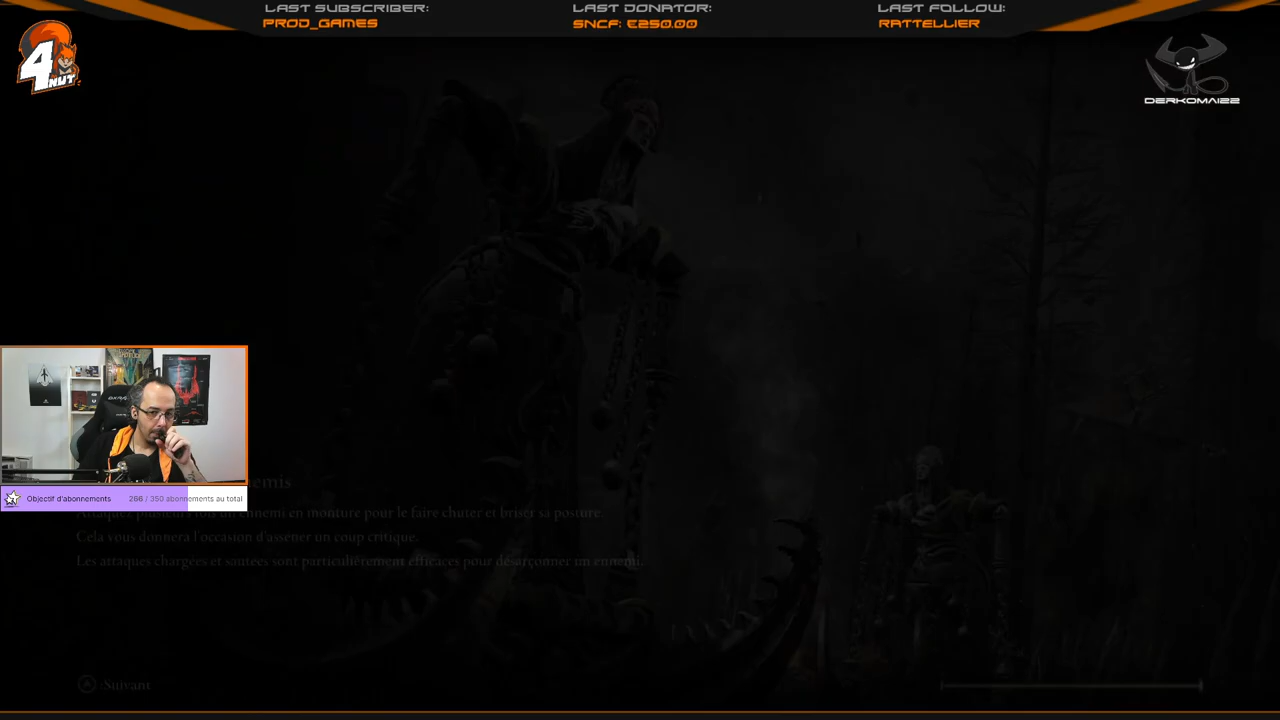 LAST SUBSCRIBER:
PROD_GAMES
LAST DONATOR:
SNCF: €250.00
LAST FOLLOW:
RATTELLIER
4
NUT
DERKOMAI22
Objectif d'abonnements
266 / 350 abonnements au total
Attaquez plusieurs fois un ennemi en monture pour le faire chuter et briser sa posture.
Cela vous donnera l'occasion d'asséner un coup critique.
Les attaques chargées et sautées sont particulièrement efficaces pour désarçonner un ennemi.
A :Suivant